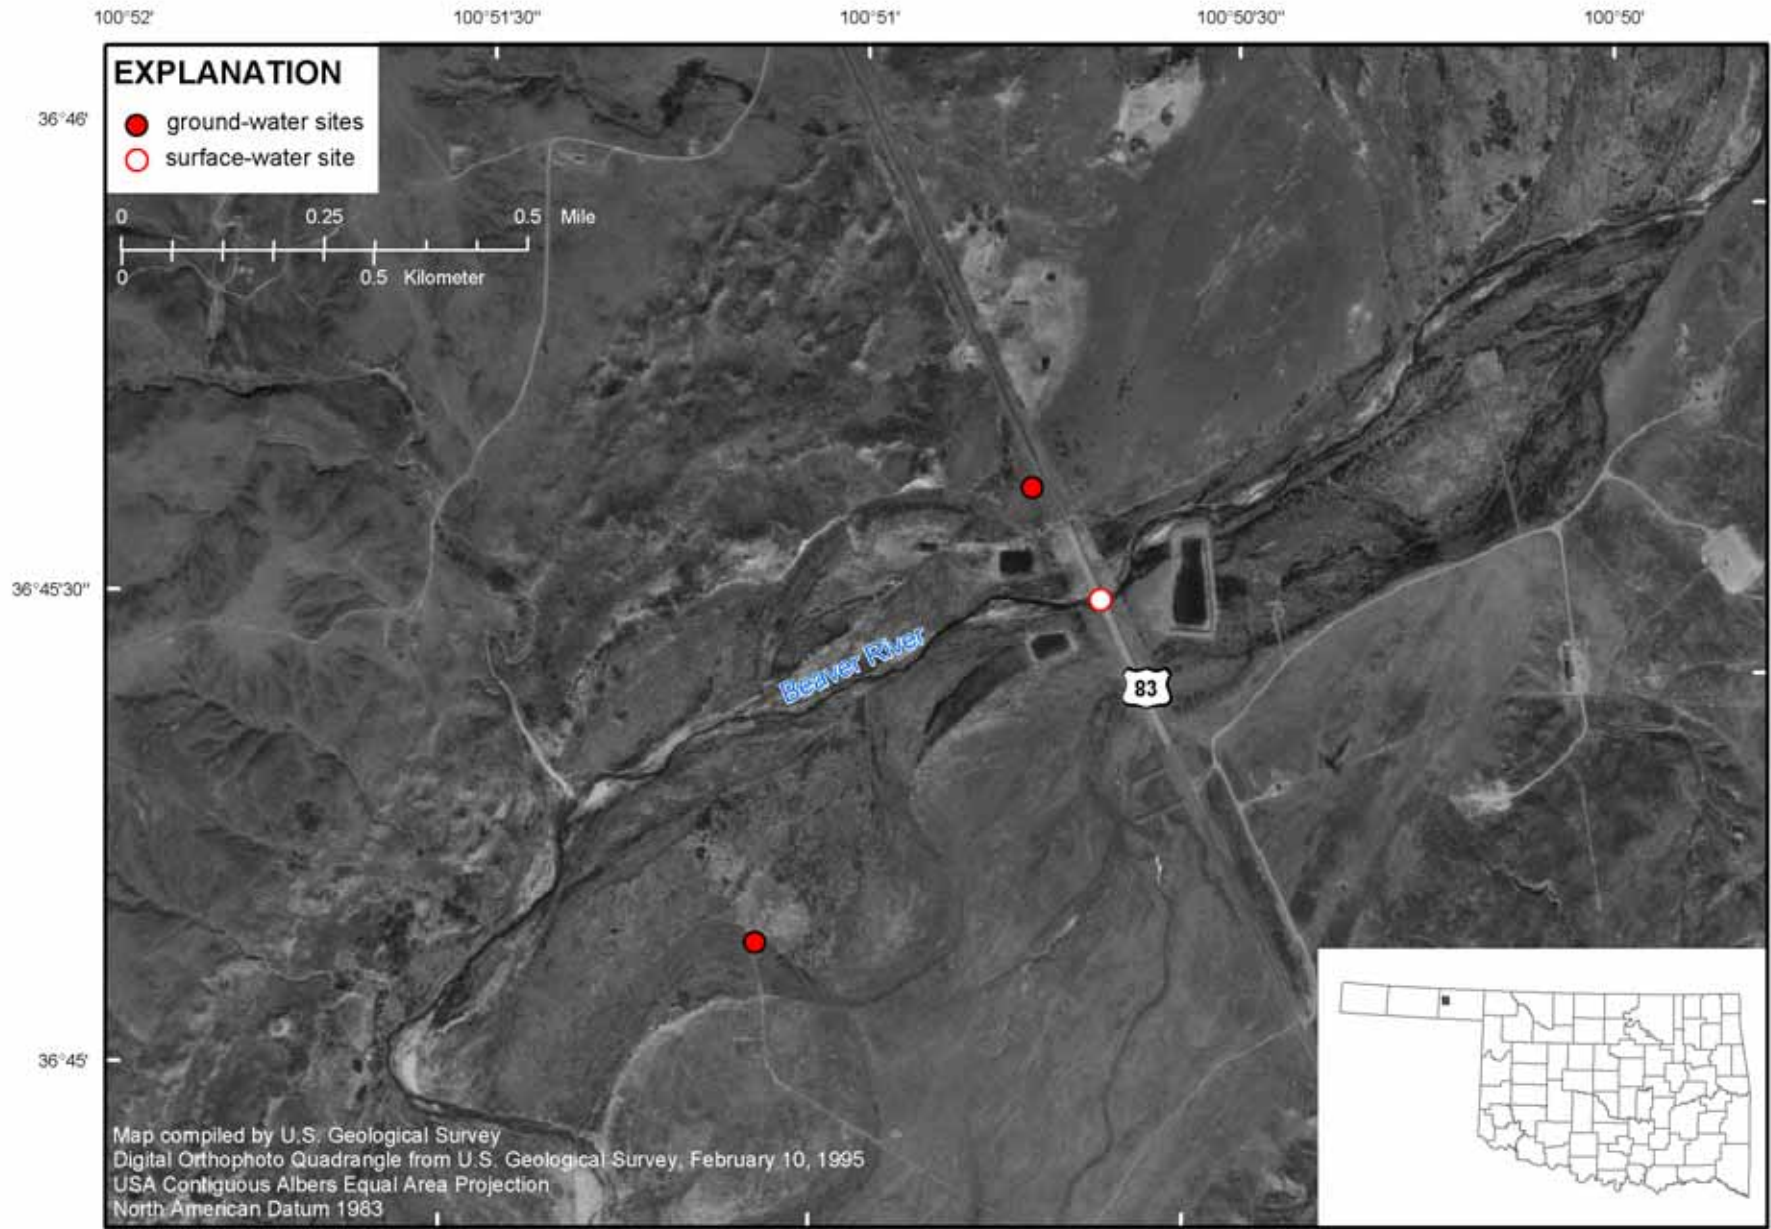 100°52'
100°51'30"
100°51'
100°50'30"
100°50'
EXPLANATION
ground-water sites
surface-water site
36°46'
0 0.25 0.5 Mile
0 0.5 Kilometer
36°45'30"
Beaver River
83
36°45'
Map compiled by U.S. Geological Survey
Digital Orthophoto Quadrangle from U.S. Geological Survey, February 10, 1995
USA Contiguous Albers Equal Area Projection
North American Datum 1983